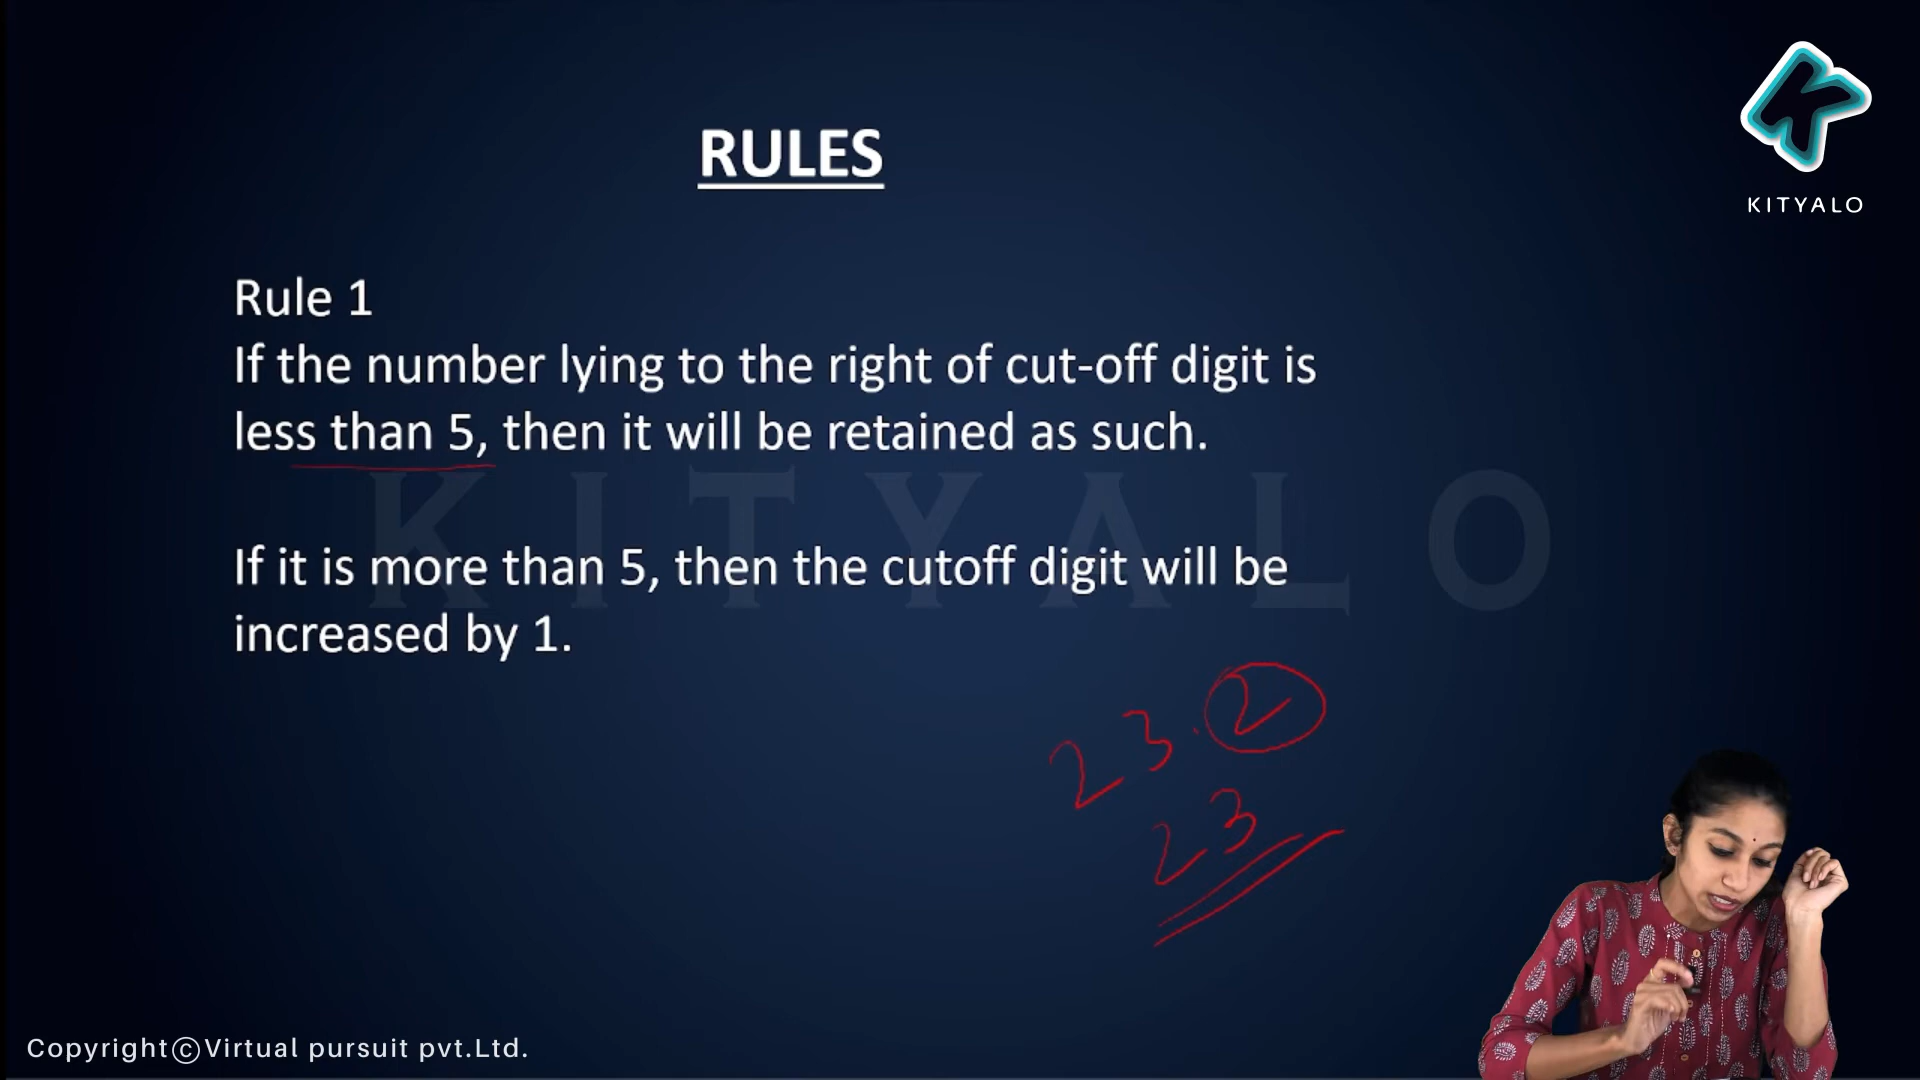 RULES
KITYALO
Rule 1
If the number lying to the right of cut-off digit is
less than 5, then it will be retained as such.
KITYALO
If it is more than 5, then the cutoff digit will be
increased by 1.
23.2
23
Copyright©Virtual pursuit pvt.Ltd.